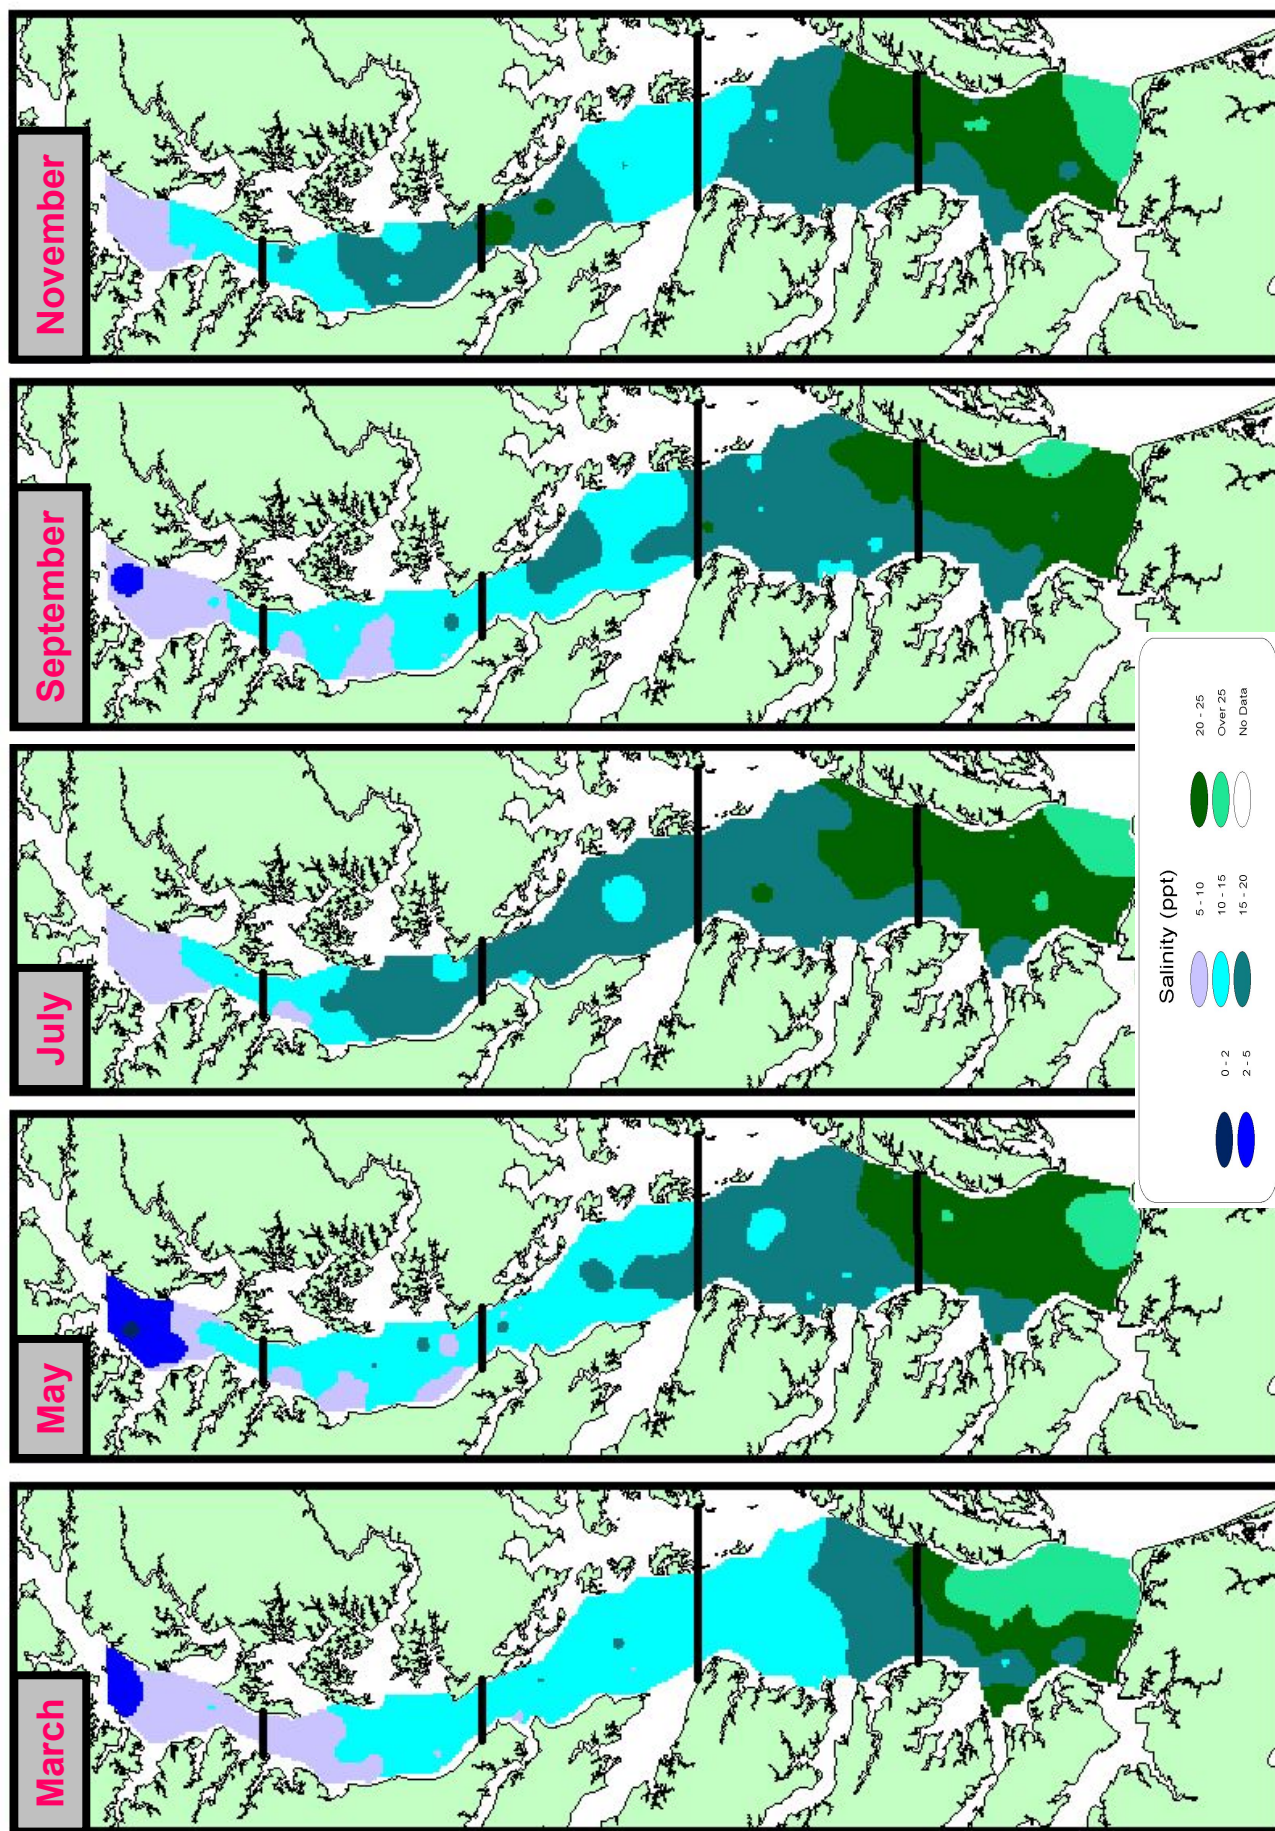 March
May
July
September
November
Salinity (ppt)
0 - 2
2 - 5
5 - 10
10 - 15
15 - 20
20 - 25
Over 25
No Data